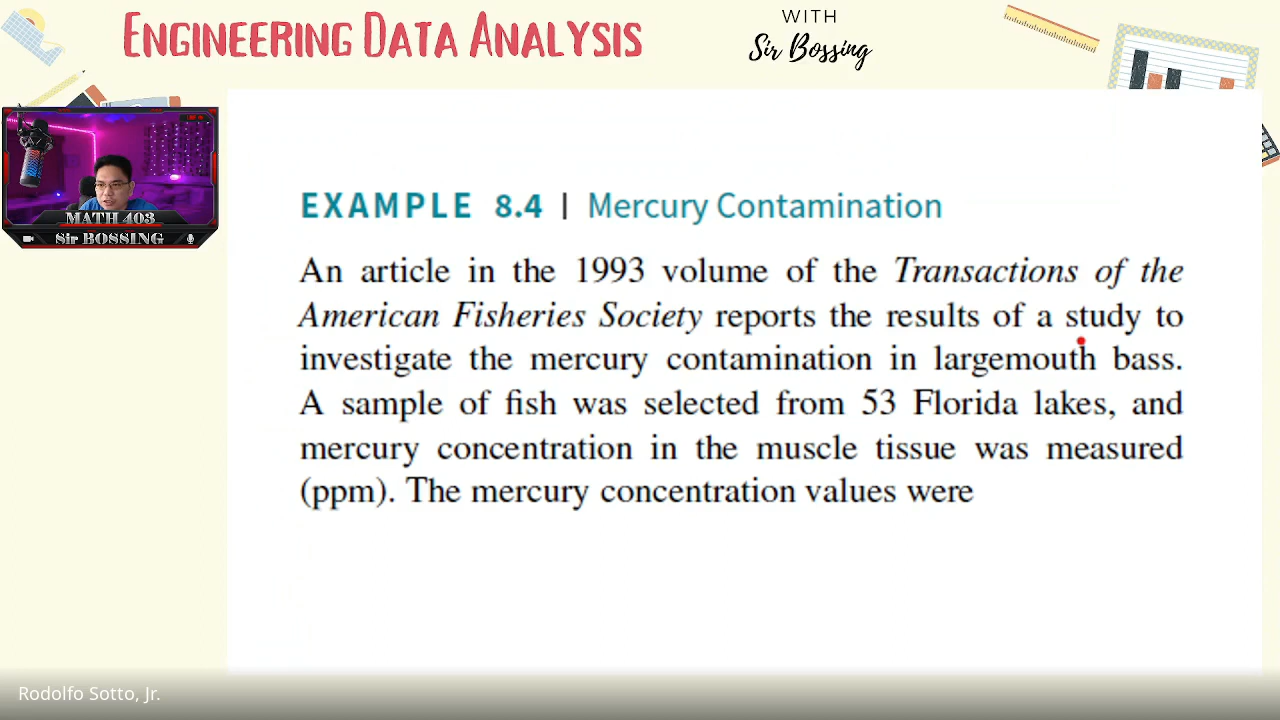 ENGINEERING DATA ANALYSIS
WITH
Sir Bossing
MATH 403
Sir BOSSING
EXAMPLE 8.4 | Mercury Contamination
An article in the 1993 volume of the Transactions of the
American Fisheries Society reports the results of a study to
investigate the mercury contamination in largemouth bass.
A sample of fish was selected from 53 Florida lakes, and
mercury concentration in the muscle tissue was measured
(ppm). The mercury concentration values were
Rodolfo Sotto, Jr.